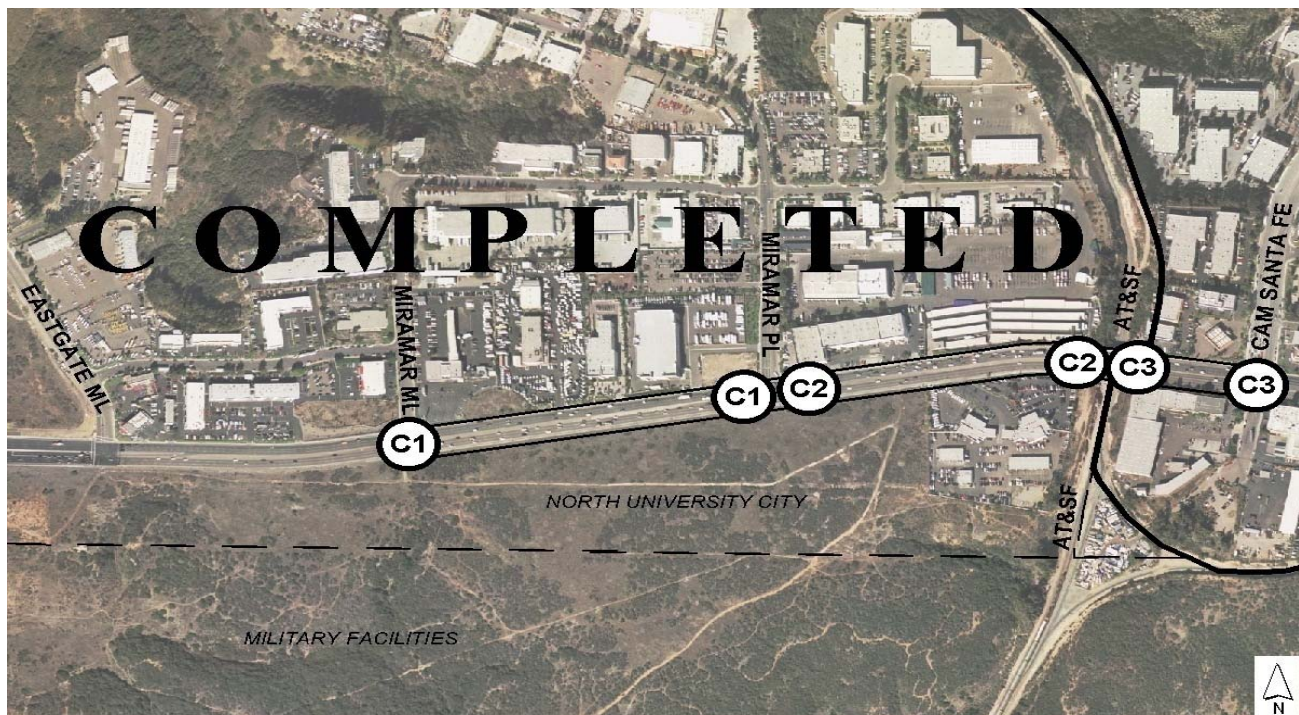 COMPLETED
EASTGATE ML
MIRAMAR ML
MIRAMAR PL
AT&SF
CAM SANTA FE
C1
C1
C2
C2
C3
C3
NORTH UNIVERSITY CITY
AT&SF
MILITARY FACILITIES
N